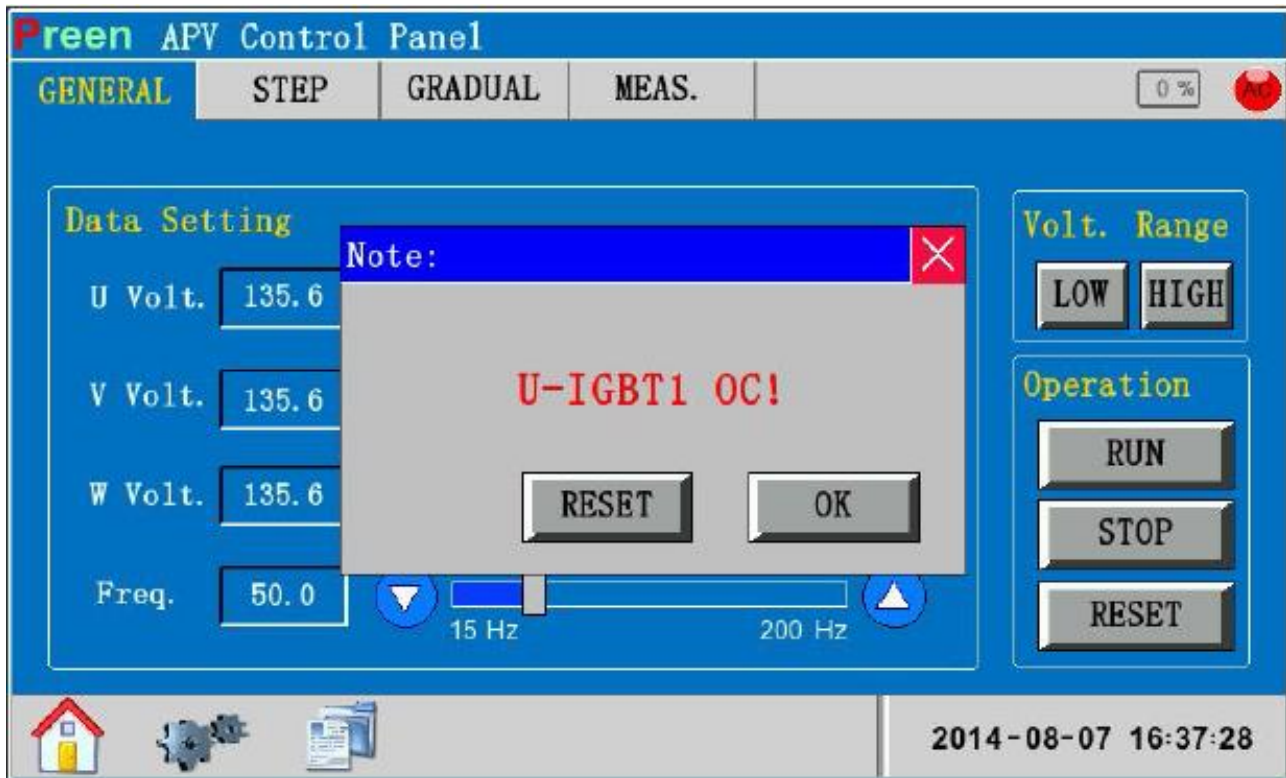 Preen APV Control Panel
GENERAL STEP GRADUAL MEAS. 0 % AC
Data Setting
U Volt. 135.6
V Volt. 135.6
W Volt. 135.6
Freq. 50.0
15 Hz 200 Hz
Note:
U-IGBT1 OC!
RESET OK
Volt. Range
LOW HIGH
Operation
RUN
STOP
RESET
2014-08-07 16:37:28